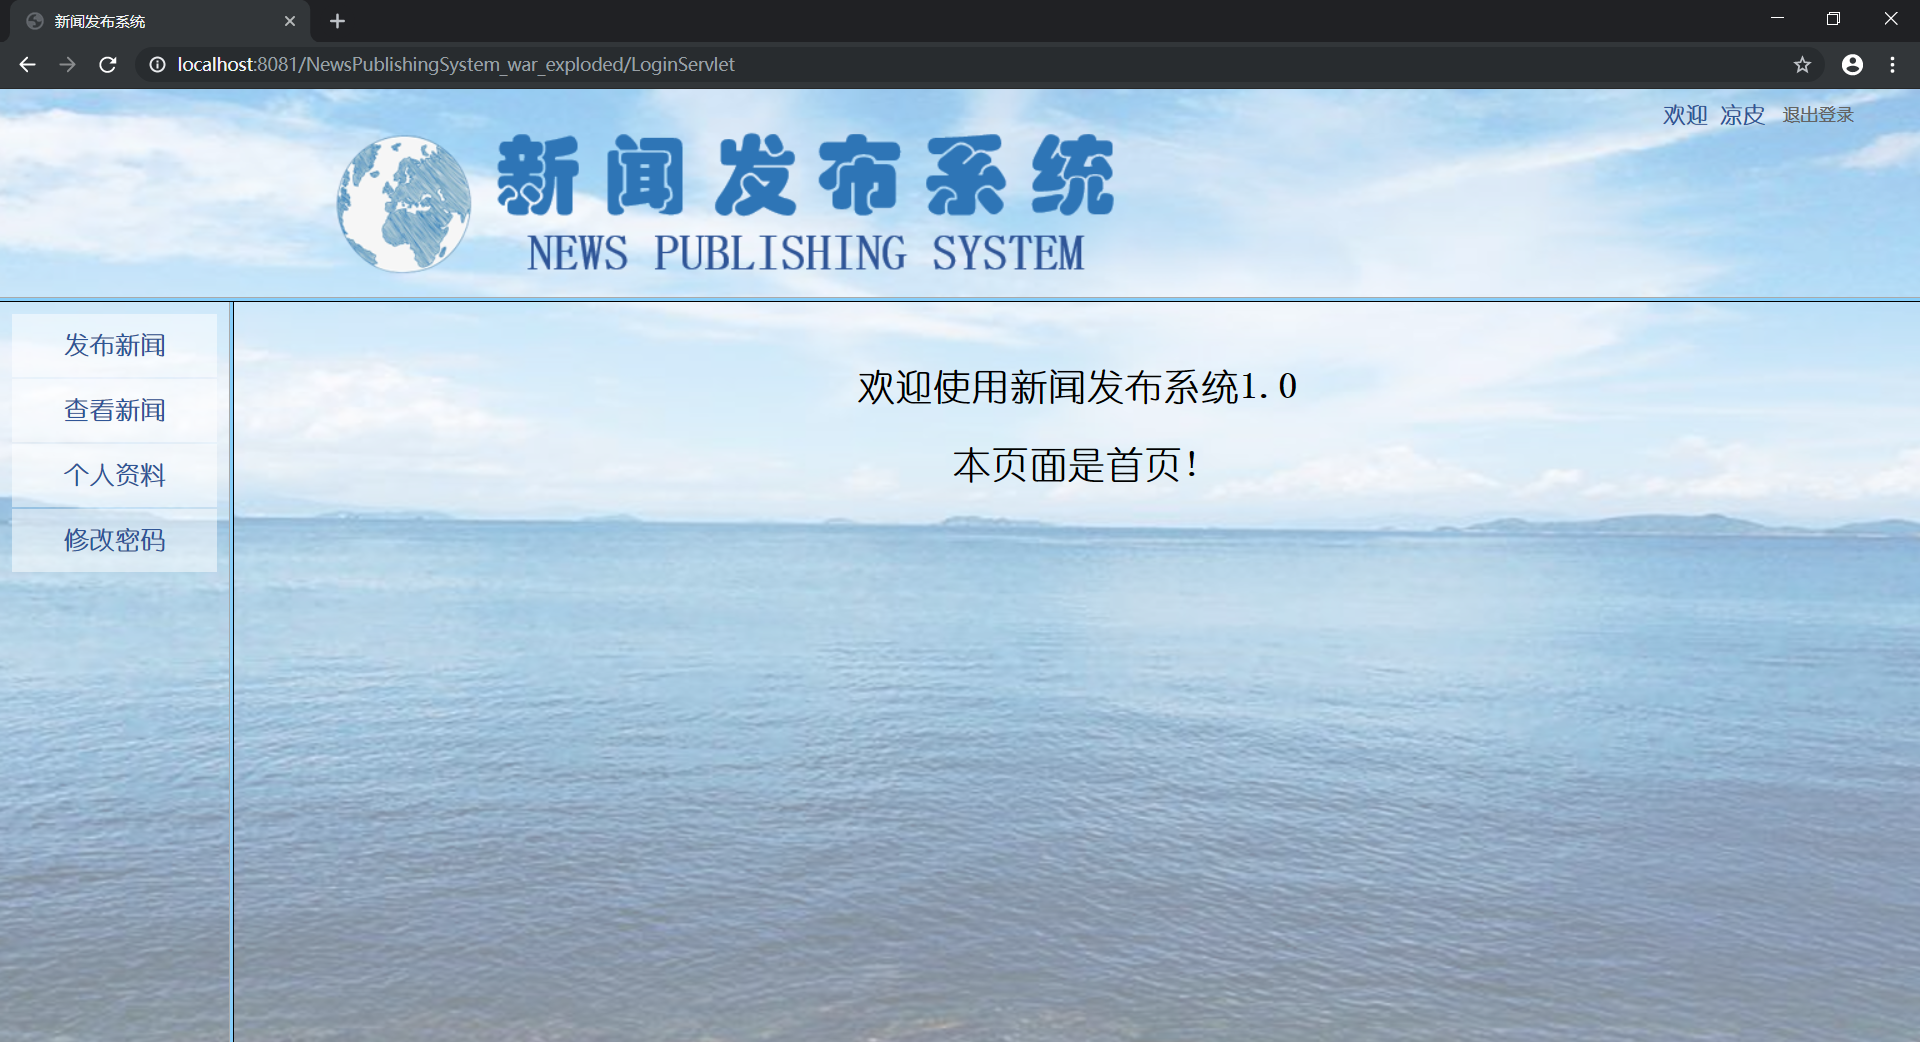 新闻发布系统
localhost:8081/NewsPublishingSystem_war_exploded/LoginServlet
欢迎 凉皮 退出登录
新闻发布系统
NEWS PUBLISHING SYSTEM
发布新闻
查看新闻
个人资料
修改密码
欢迎使用新闻发布系统1.0
本页面是首页!